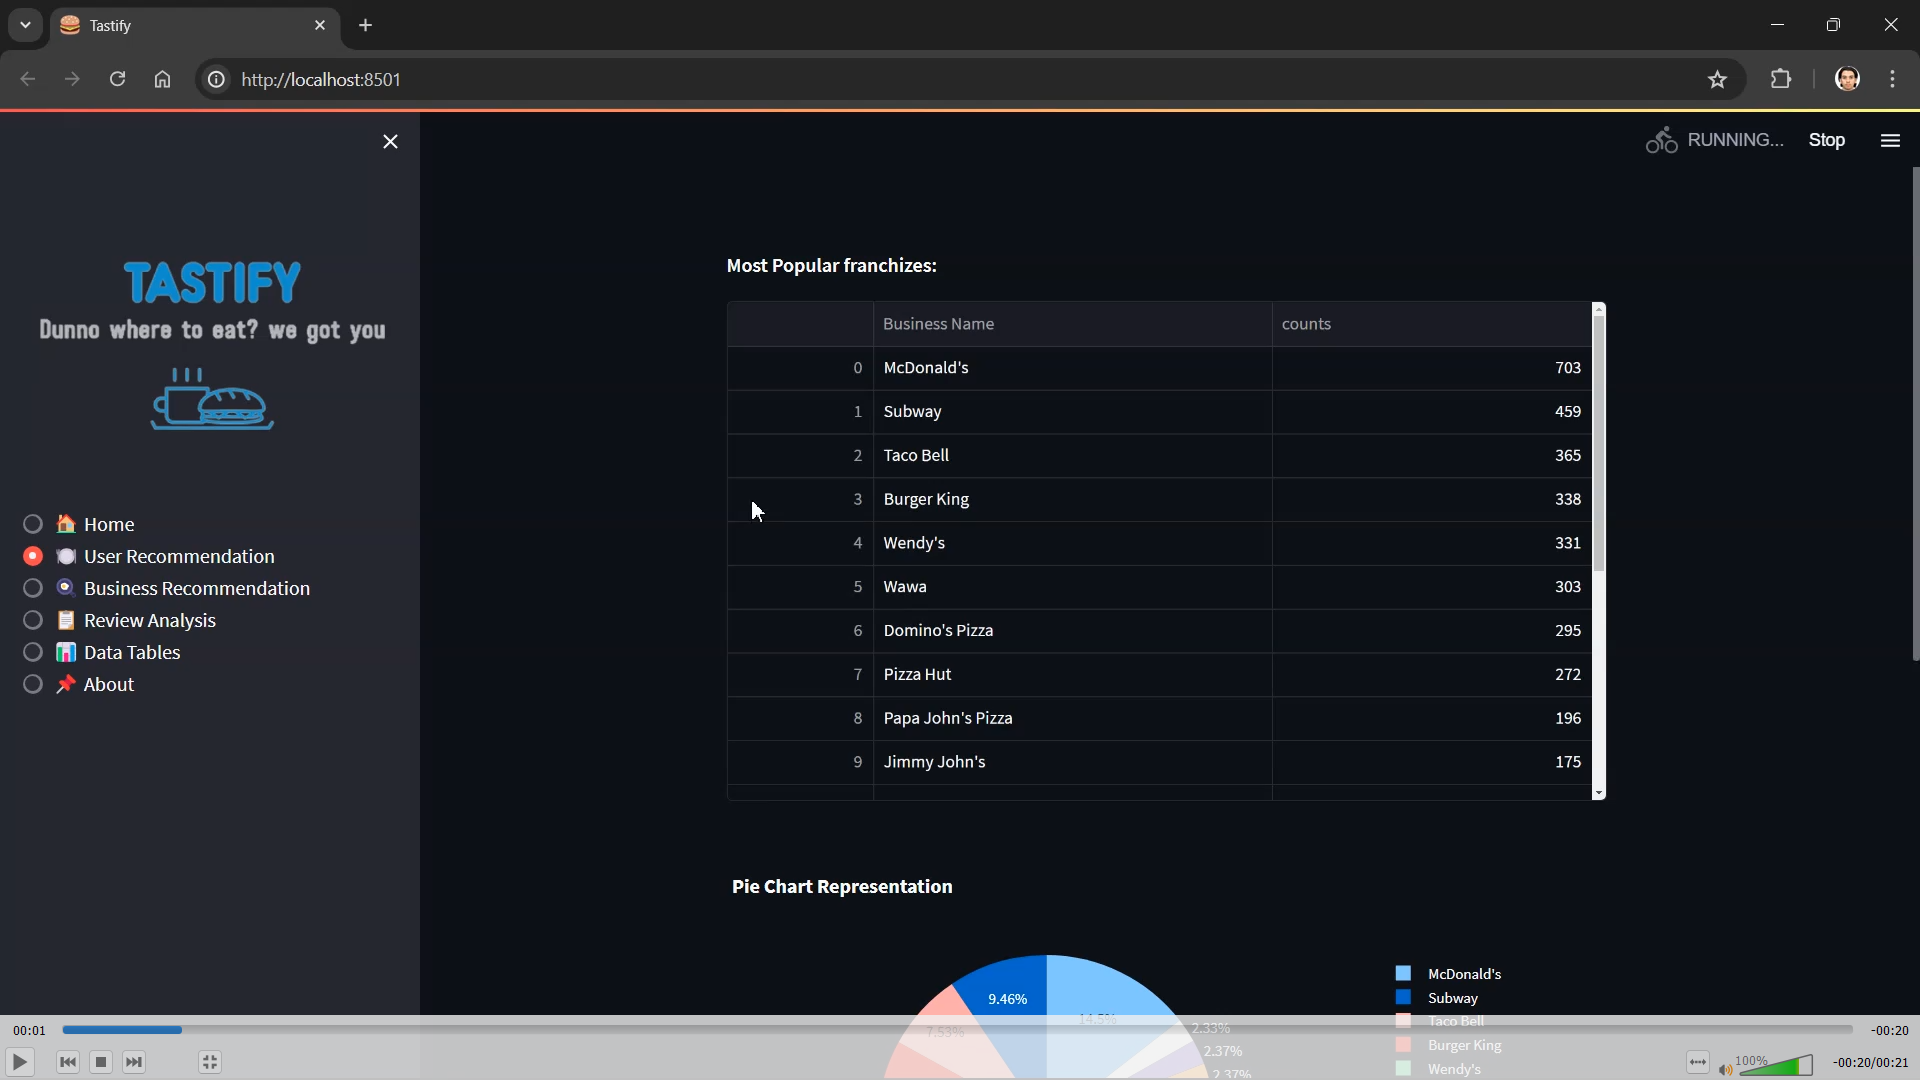 Tastify
http://localhost:8501
RUNNING...
Stop
TASTIFY
Dunno where to eat? we got you
Home
User Recommendation
Business Recommendation
Review Analysis
Data Tables
About
Most Popular franchizes:
Business Name counts
0 McDonald's 703
1 Subway 459
2 Taco Bell 365
3 Burger King 338
4 Wendy's 331
5 Wawa 303
6 Domino's Pizza 295
7 Pizza Hut 272
8 Papa John's Pizza 196
9 Jimmy John's 175
Pie Chart Representation
9.46%
14.5%
7.53%
2.33%
2.37%
2.37%
McDonald's
Subway
Taco Bell
Burger King
Wendy's
00:01
-00:20
100%
-00:20/00:21